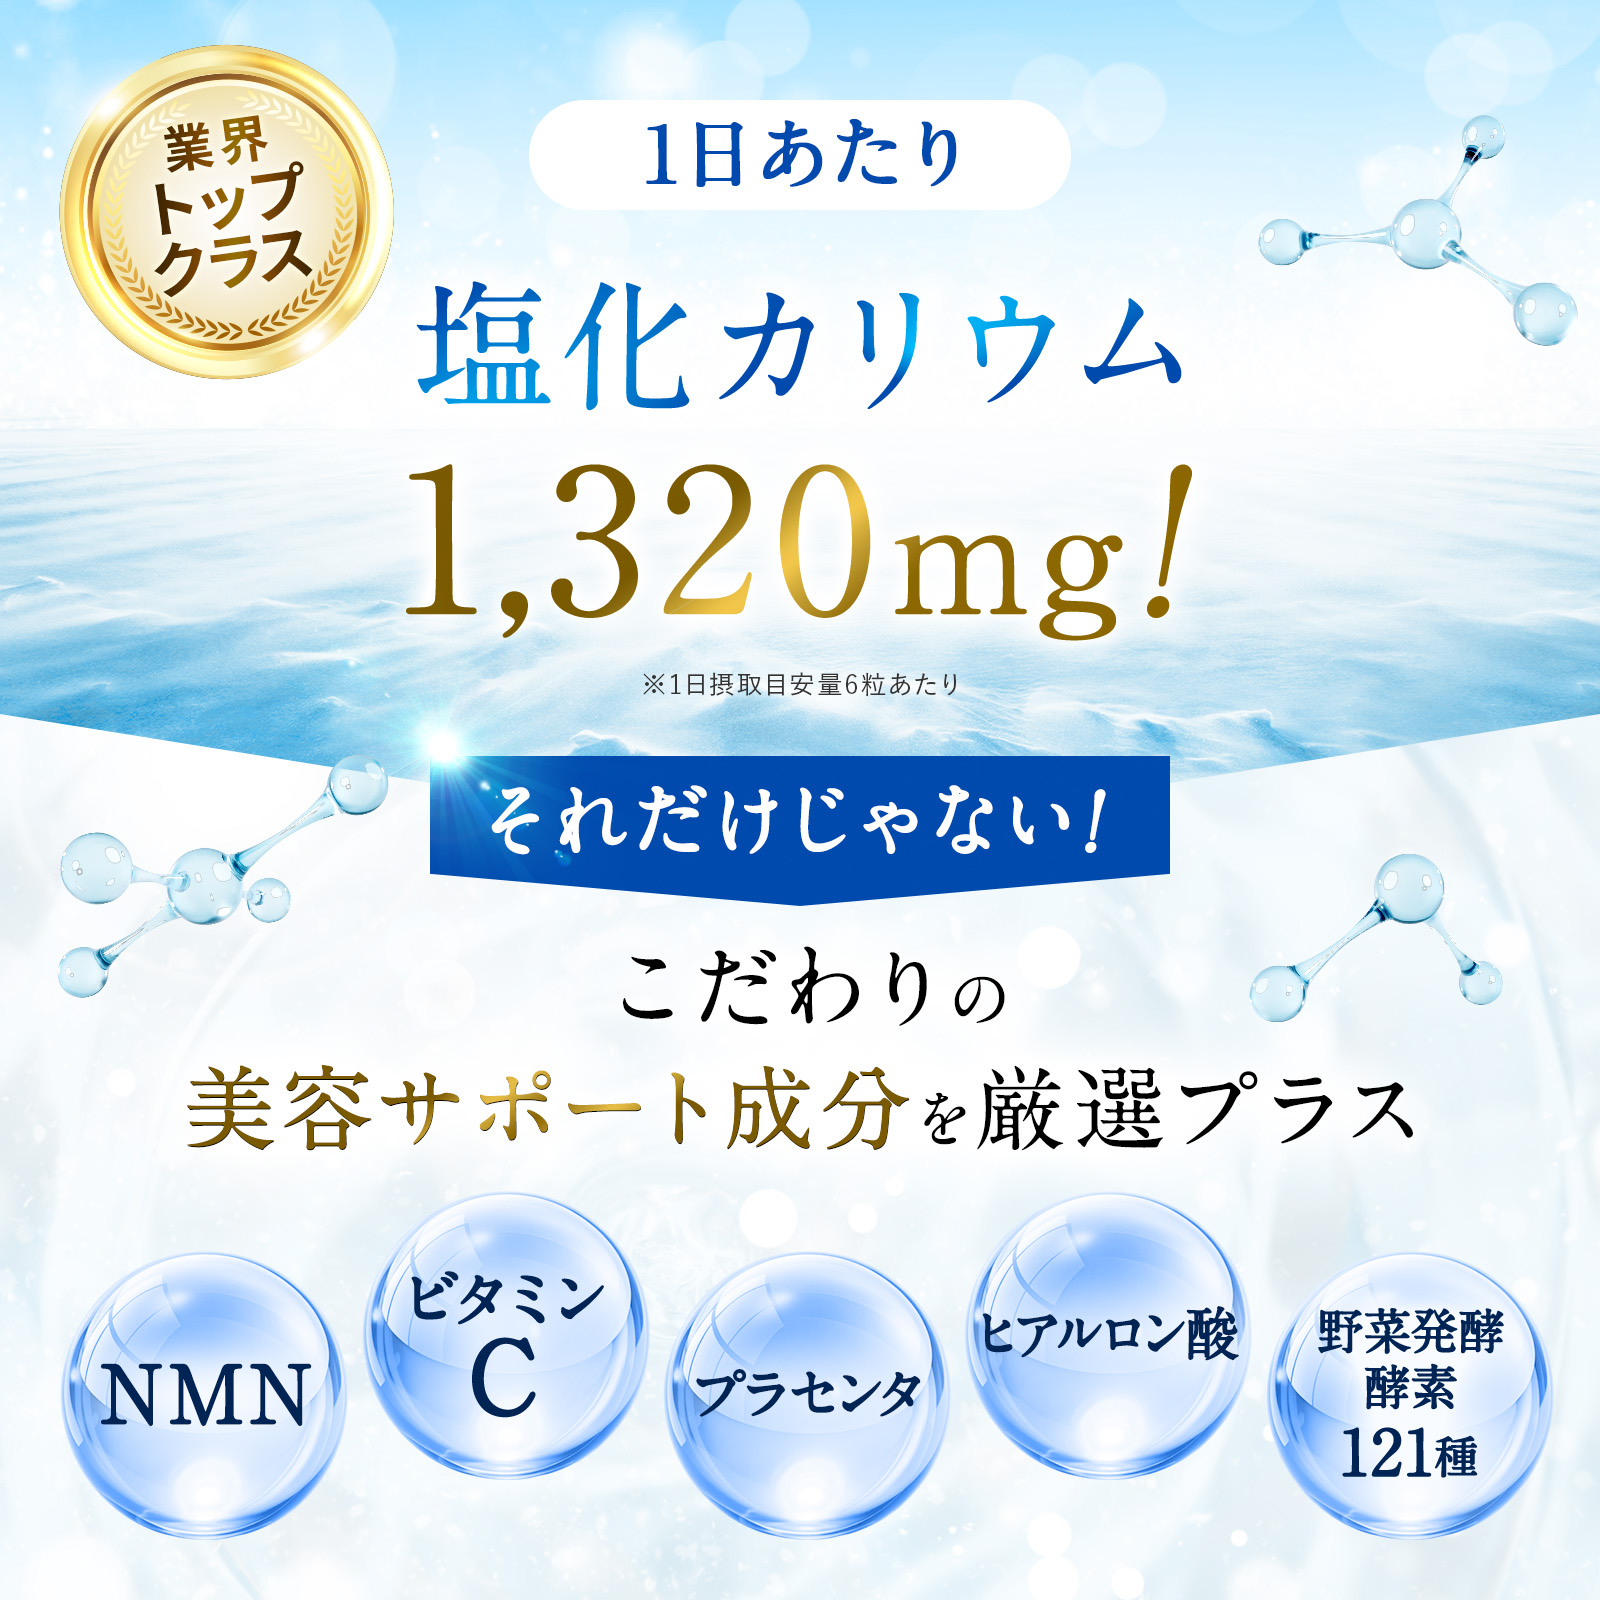 業界
トップ
クラス
1日あたり
塩化カリウム
1,320mg!
※1日摂取目安量6粒あたり
それだけじゃない!
こだわりの
美容サポート成分を厳選プラス
NMN
ビタミン
C
プラセンタ
ヒアルロン酸
野菜発酵
酵素
121種